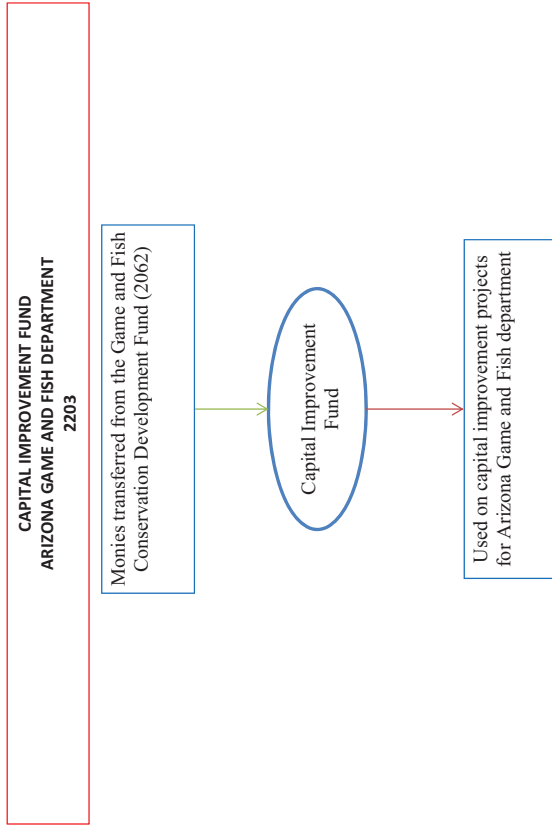 CAPITAL IMPROVEMENT FUND
ARIZONA GAME AND FISH DEPARTMENT
2203
Monies transferred from the Game and Fish
Conservation Development Fund (2062)
Capital Improvement
Fund
Used on capital improvement projects
for Arizona Game and Fish department